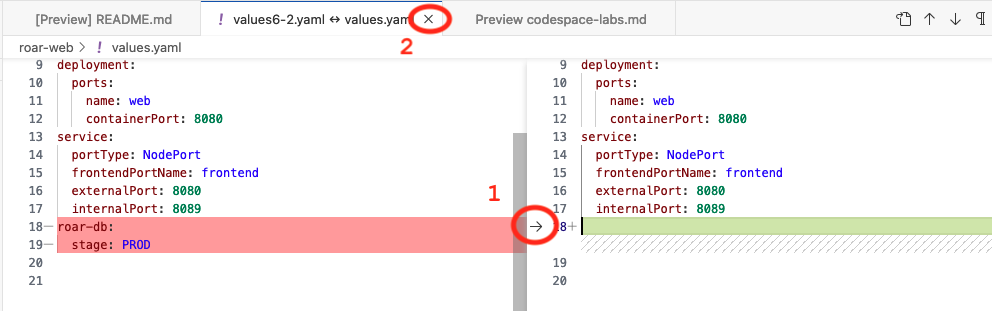 [Preview] README.md
values6-2.yaml ↔ values.yaml
Preview codespace-labs.md
2
roar-web > ! values.yaml
9 deployment:
10 ports:
11 name: web
12 containerPort: 8080
13 service:
14 portType: NodePort
15 frontendPortName: frontend
16 externalPort: 8080
17 internalPort: 8089
18 roar-db:
19 stage: PROD
20
21
1
9 deployment:
10 ports:
11 name: web
12 containerPort: 8080
13 service:
14 portType: NodePort
15 frontendPortName: frontend
16 externalPort: 8080
17 internalPort: 8089
18 +
19
20